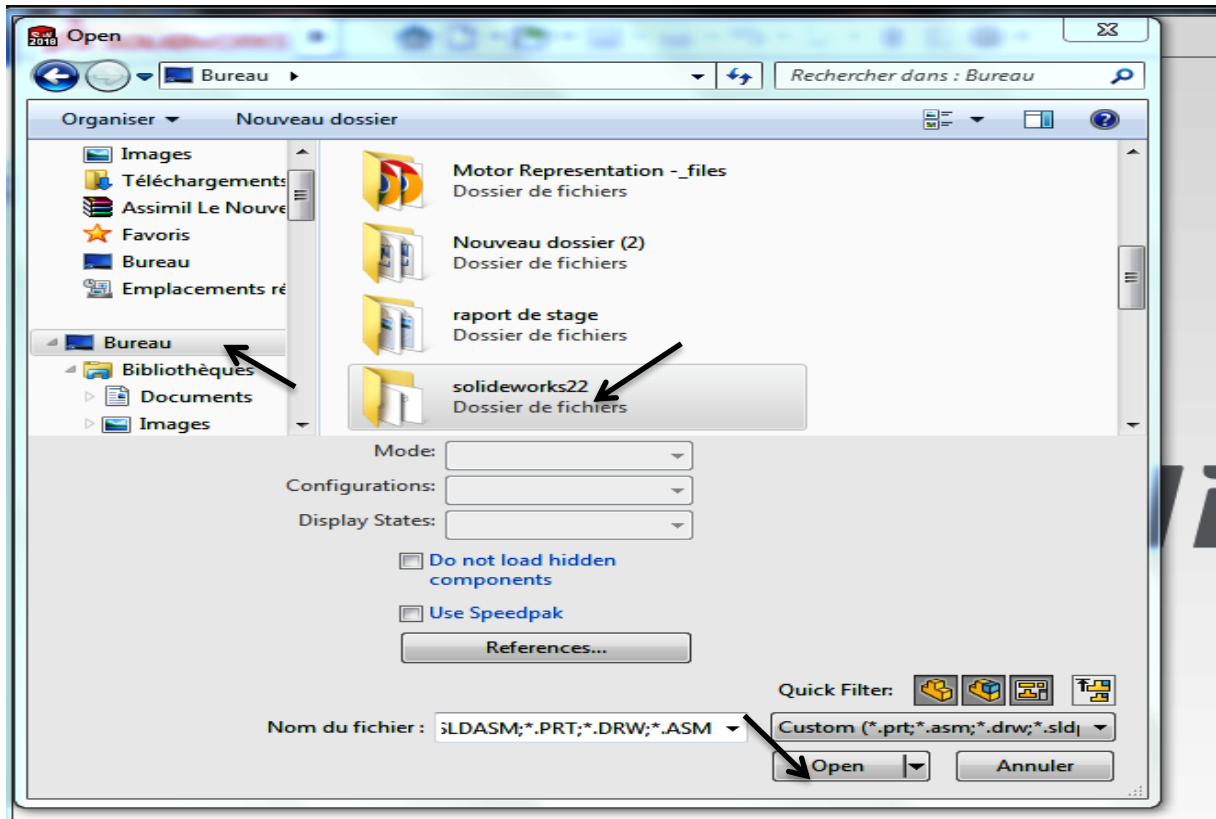 SW 2018 Open
Bureau
Rechercher dans : Bureau
Organiser
Nouveau dossier
Images
Téléchargements
Assimil Le Nouve
Favoris
Bureau
Emplacements ré
Bureau
Bibliothèques
Documents
Images
Motor Representation -_files
Dossier de fichiers
Nouveau dossier (2)
Dossier de fichiers
raport de stage
Dossier de fichiers
solideworks22
Dossier de fichiers
Mode:
Configurations:
Display States:
Do not load hidden
components
Use Speedpak
References...
Quick Filter:
Nom du fichier : SLDASM;*.PRT;*.DRW;*.ASM
Custom (*.prt;*.asm;*.drw;*.sld
Open
Annuler